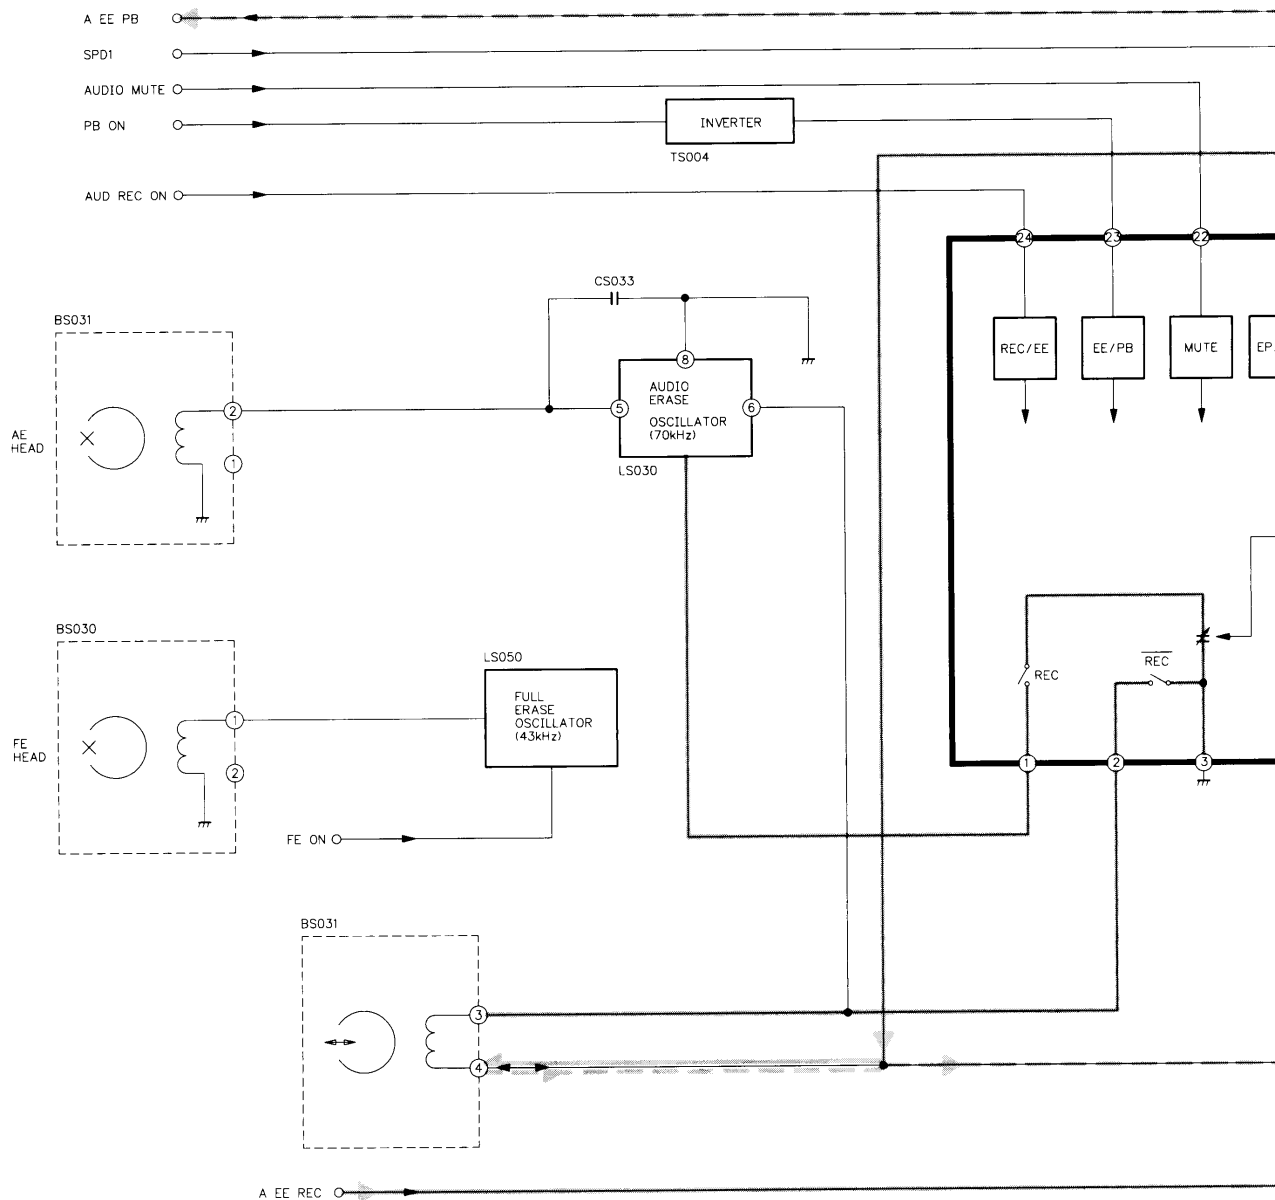 A EE PB
SPD1
AUDIO MUTE
PB ON
INVERTER
TS004
AUD REC ON
24
23
22
CS033
BS031
8
REC/EE
EE/PB
MUTE
EP
AUDIO
ERASE
OSCILLATOR
(70kHz)
5
6
LS030
2
1
AE
HEAD
BS030
LS050
FULL
ERASE
OSCILLATOR
(43kHz)
1
2
FE
HEAD
REC
REC
1
2
3
FE ON
BS031
3
4
A EE REC